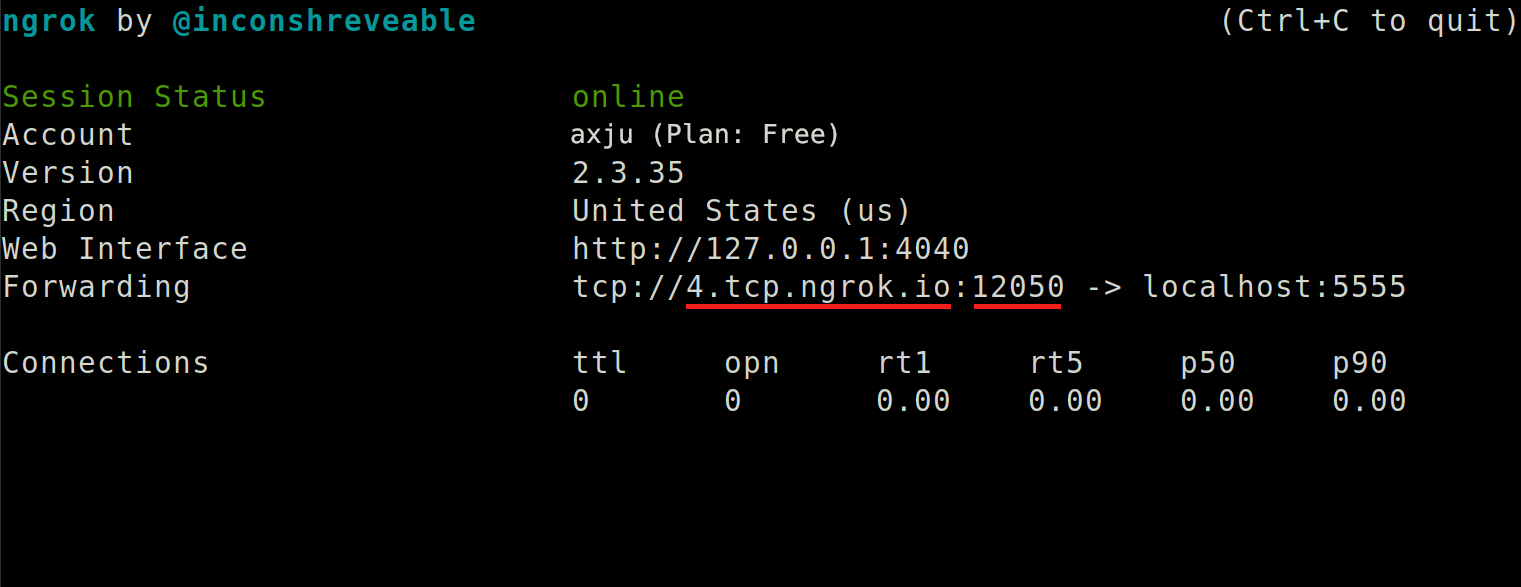 ngrok by @inconshreveable (Ctrl+C to quit)
Session Status online
Account axju (Plan: Free)
Version 2.3.35
Region United States (us)
Web Interface http://127.0.0.1:4040
Forwarding tcp://4.tcp.ngrok.io:12050 -> localhost:5555
Connections ttl opn rt1 rt5 p50 p90
0 0 0.00 0.00 0.00 0.00